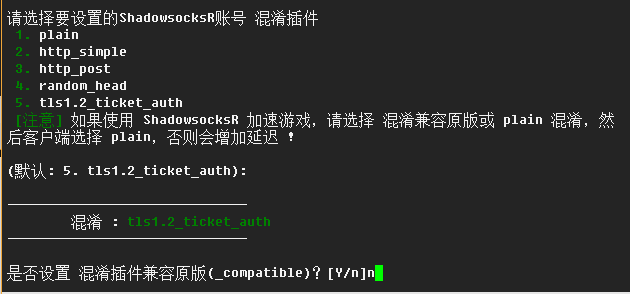 请选择要设置的ShadowsocksR账号 混淆插件
1. plain
2. http_simple
3. http_post
4. random_head
5. tls1.2_ticket_auth
[注意] 如果使用 ShadowsocksR 加速游戏，请选择 混淆兼容原版或 plain 混淆，然
后客户端选择 plain，否则会增加延迟 !
(默认: 5. tls1.2_ticket_auth):
混淆 : tls1.2_ticket_auth
是否设置 混淆插件兼容原版(_compatible)？[Y/n]n